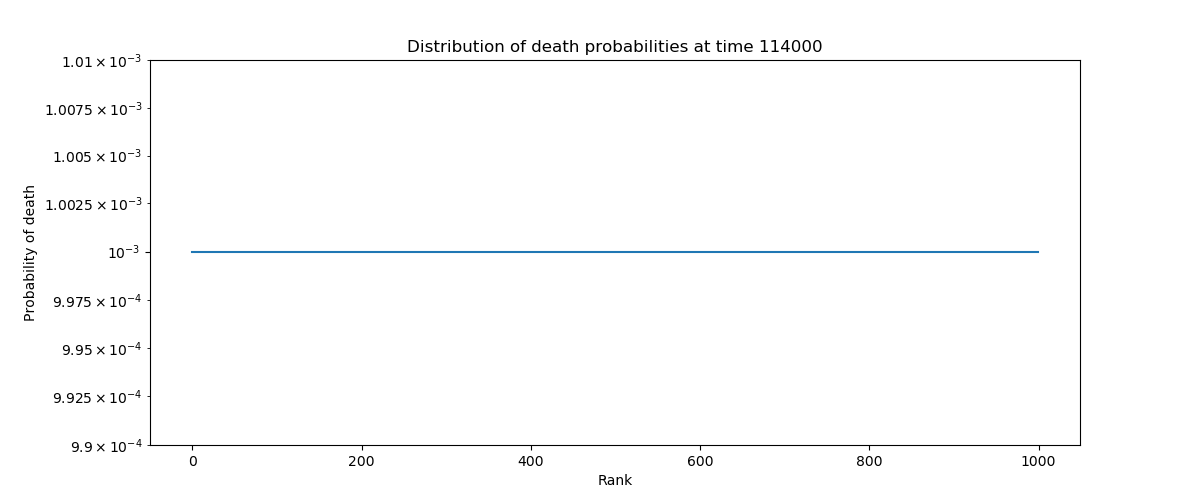 Distribution of death probabilities at time 114000
1.01 × 10⁻³
1.0075 × 10⁻³
1.005 × 10⁻³
1.0025 × 10⁻³
10⁻³
9.975 × 10⁻⁴
9.95 × 10⁻⁴
9.925 × 10⁻⁴
9.9 × 10⁻⁴
Probability of death
0 200 400 600 800 1000
Rank